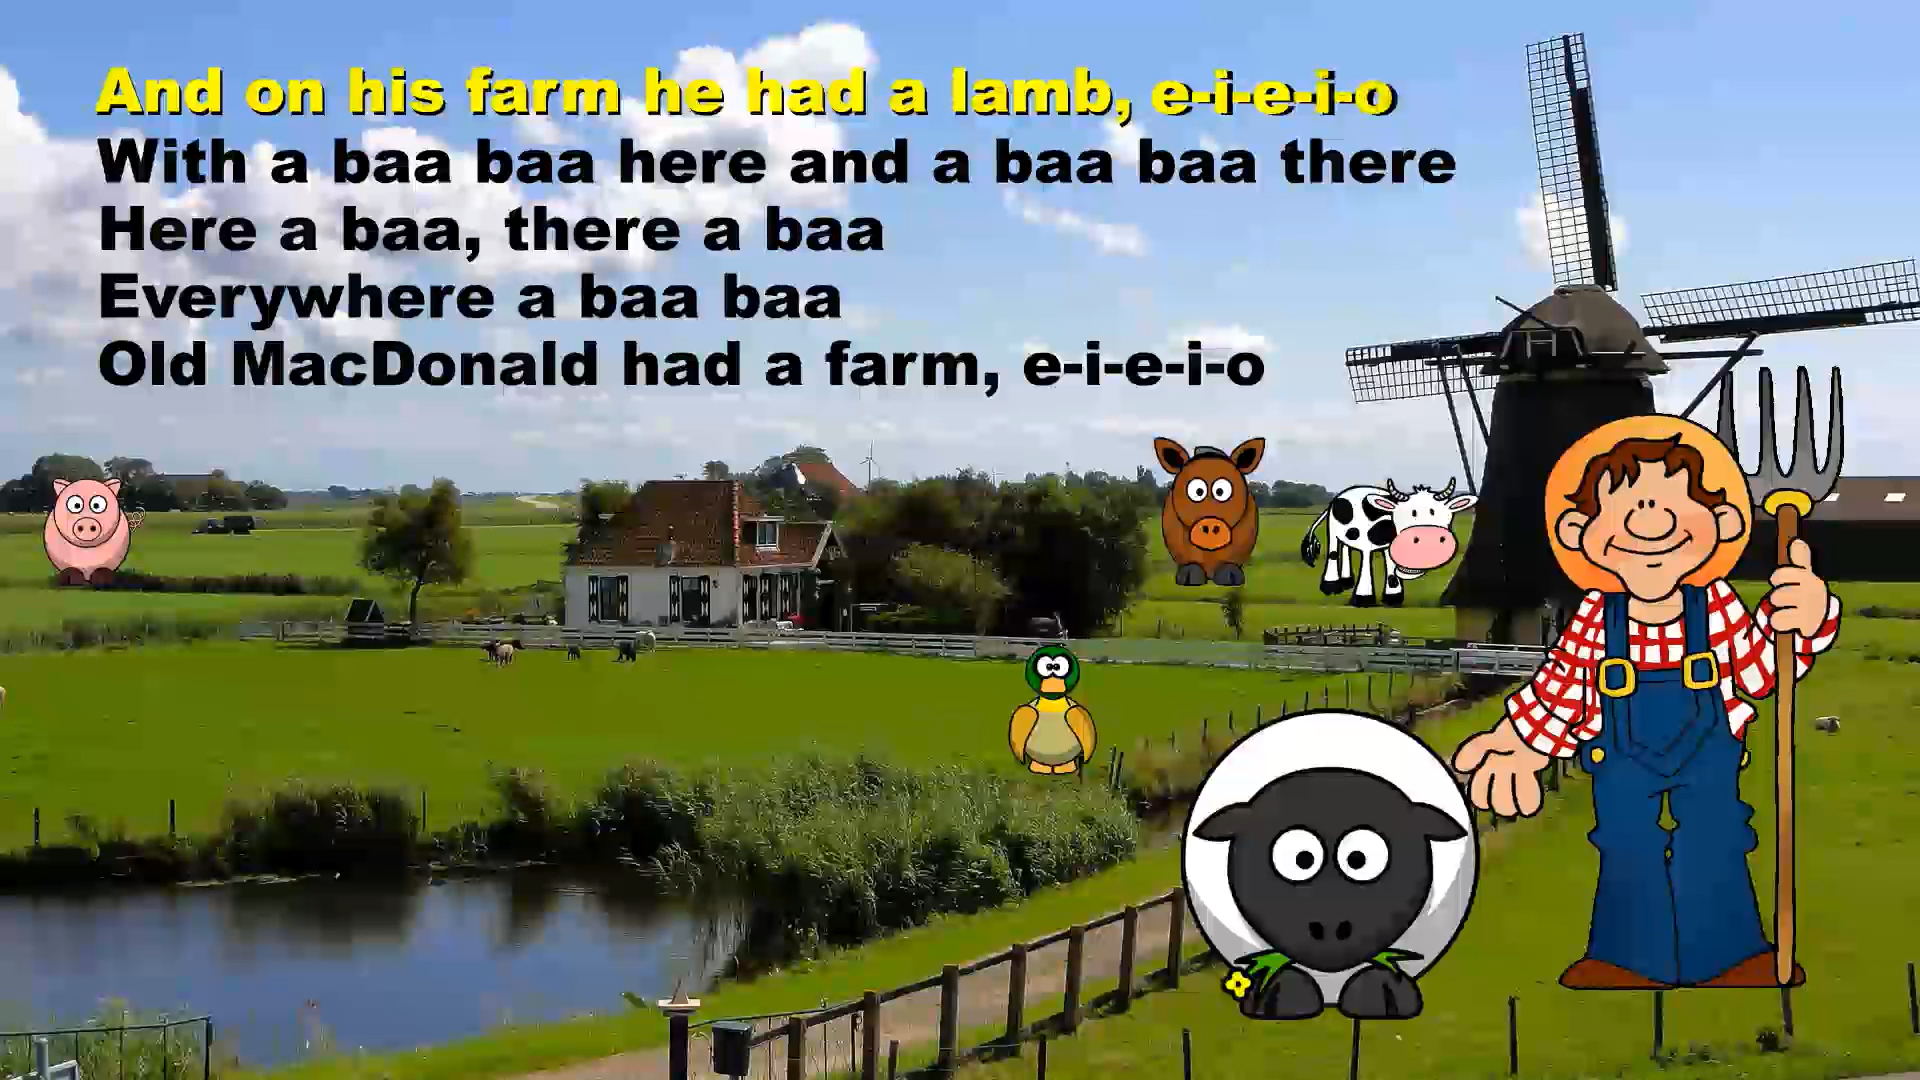 And on his farm he had a lamb, e-i-e-i-o
With a baa baa here and a baa baa there
Here a baa, there a baa
Everywhere a baa baa
Old MacDonald had a farm, e-i-e-i-o